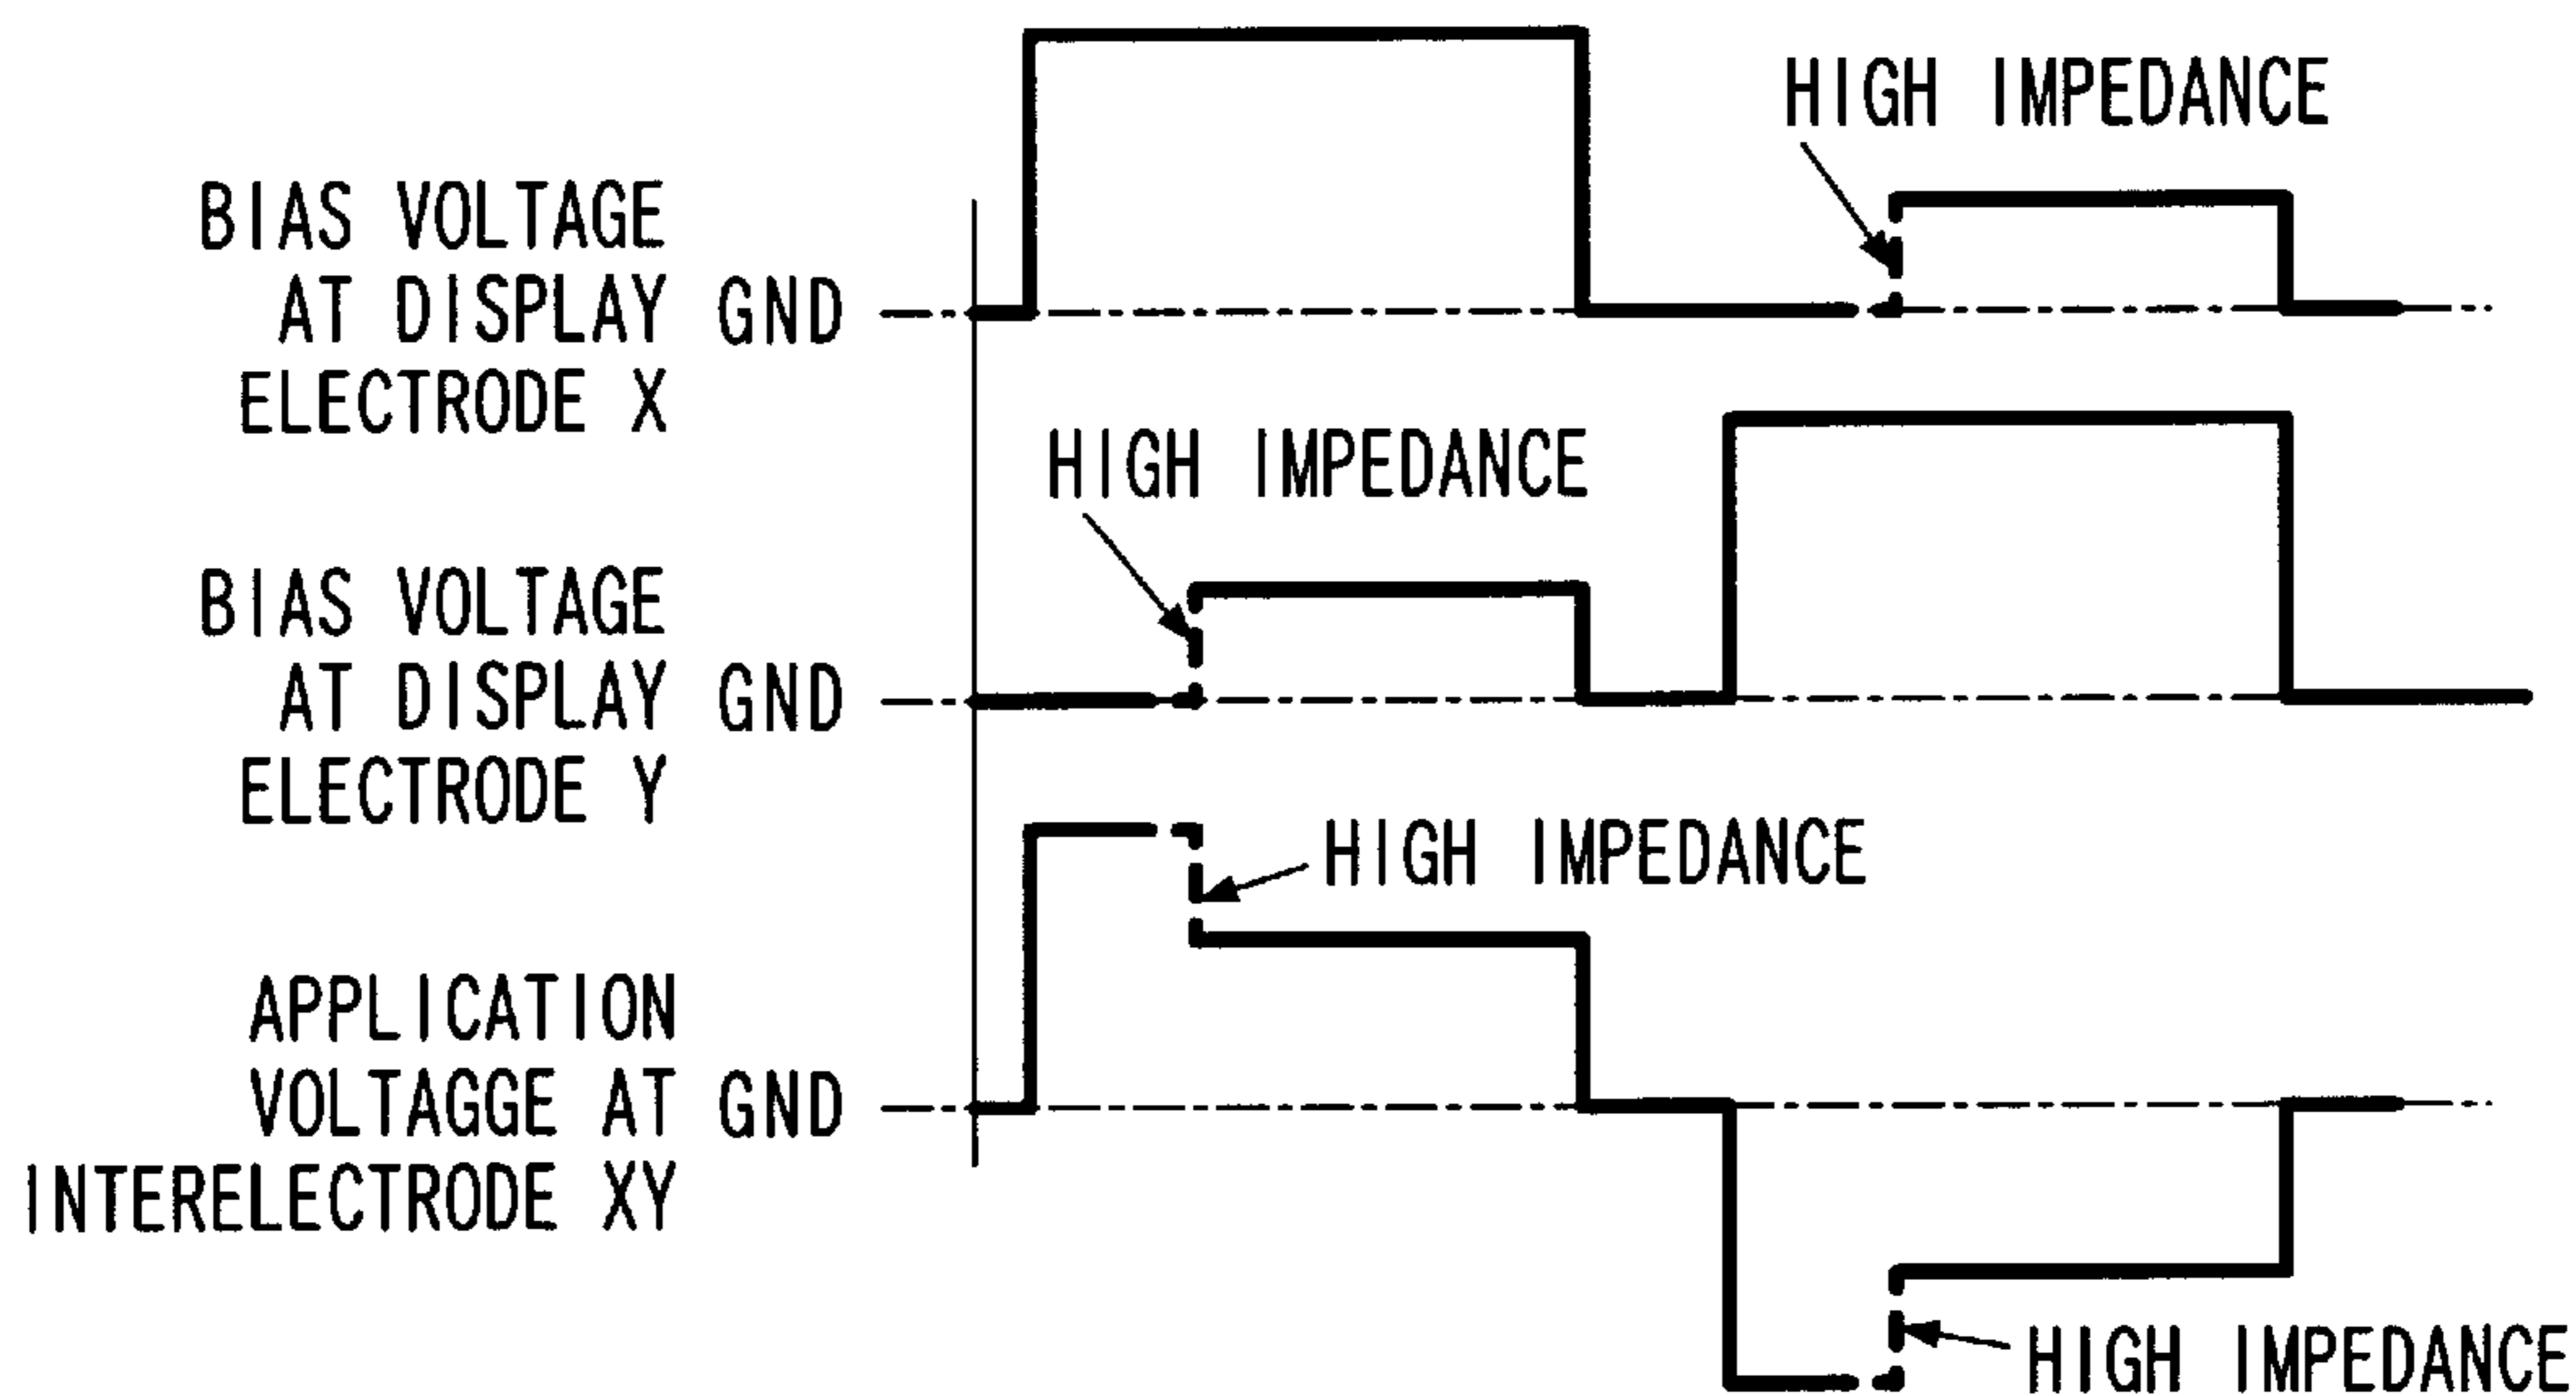 HIGH IMPEDANCE
BIAS VOLTAGE
AT DISPLAY GND
ELECTRODE X
HIGH IMPEDANCE
BIAS VOLTAGE
AT DISPLAY GND
ELECTRODE Y
HIGH IMPEDANCE
APPLICATION
VOLTAGGE AT GND
INTERELECTRODE XY
HIGH IMPEDANCE